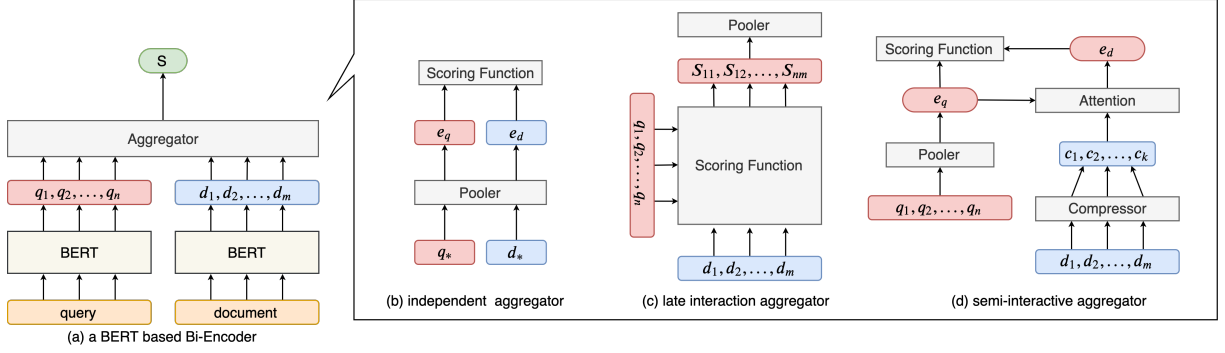 S
Aggregator
q1, q2, ..., qn
d1, d2, ..., dm
BERT
BERT
query
document
(a) a BERT based Bi-Encoder
Scoring Function
eq
ed
Pooler
q*
d*
(b) independent aggregator
Pooler
S11, S12, ..., Snm
q1, q2, ..., qn
Scoring Function
d1, d2, ..., dm
(c) late interaction aggregator
Scoring Function
ed
eq
Attention
Pooler
c1, c2, ..., ck
q1, q2, ..., qn
Compressor
d1, d2, ..., dm
(d) semi-interactive aggregator